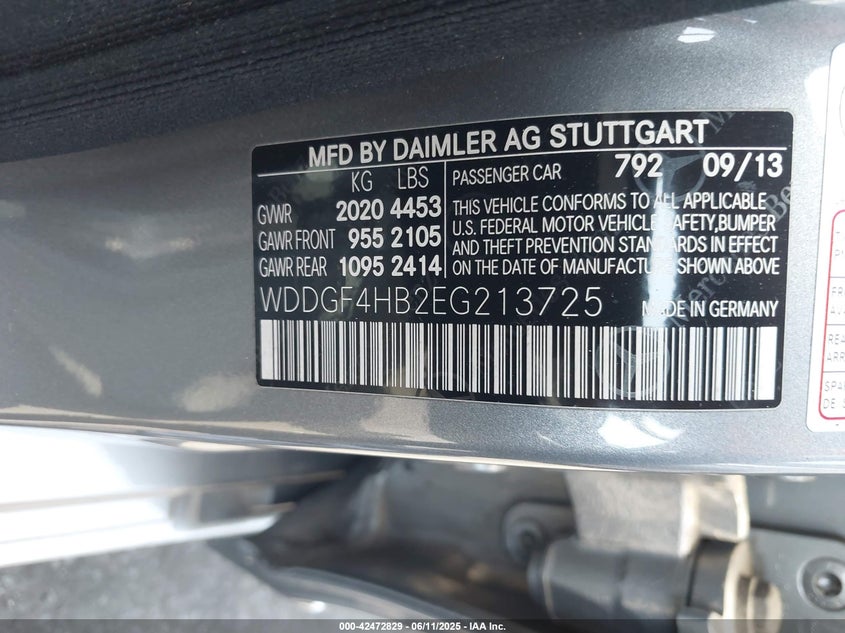 MFD BY DAIMLER AG STUTTGART
KG LBS
GVWR 2020 4453
GAWR FRONT 955 2105
GAWR REAR 1095 2414
PASSENGER CAR 792 09/13
THIS VEHICLE CONFORMS TO ALL APPLICABLE
U.S. FEDERAL MOTOR VEHICLE SAFETY,BUMPER
AND THEFT PREVENTION STANDARDS IN EFFECT
ON THE DATE OF MANUFACTURE SHOWN ABOVE
WDDGF4HB2EG213725
MADE IN GERMANY
000-42472829 - 06/11/2025 - IAA Inc.